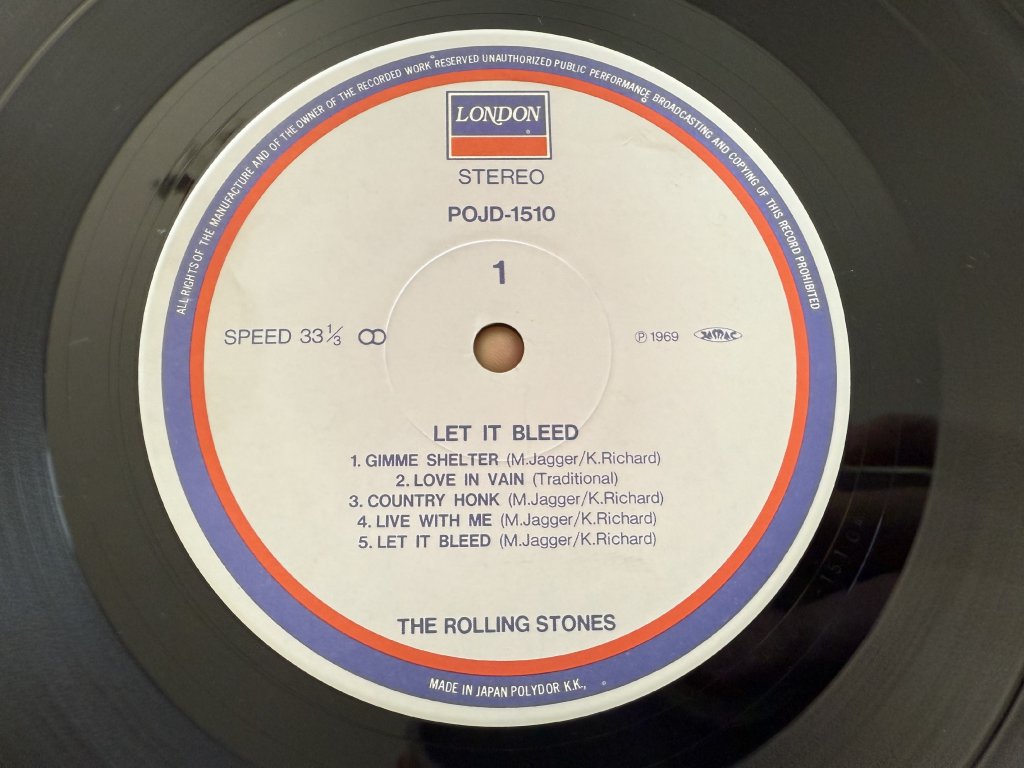 ALL RIGHTS OF THE MANUFACTURE AND OF THE OWNER OF THE RECORDED WORK RESERVED UNAUTHORIZED PUBLIC PERFORMANCE BROADCASTING AND COPYING OF THIS RECORD PROHIBITED
LONDON
®
STEREO
POJD-1510
1
SPEED 33⅓
Ⓟ 1969
LET IT BLEED
1. GIMME SHELTER (M.Jagger/K.Richard)
2. LOVE IN VAIN (Traditional)
3. COUNTRY HONK (M.Jagger/K.Richard)
4. LIVE WITH ME (M.Jagger/K.Richard)
5. LET IT BLEED (M.Jagger/K.Richard)
THE ROLLING STONES
MADE IN JAPAN POLYDOR K.K.,